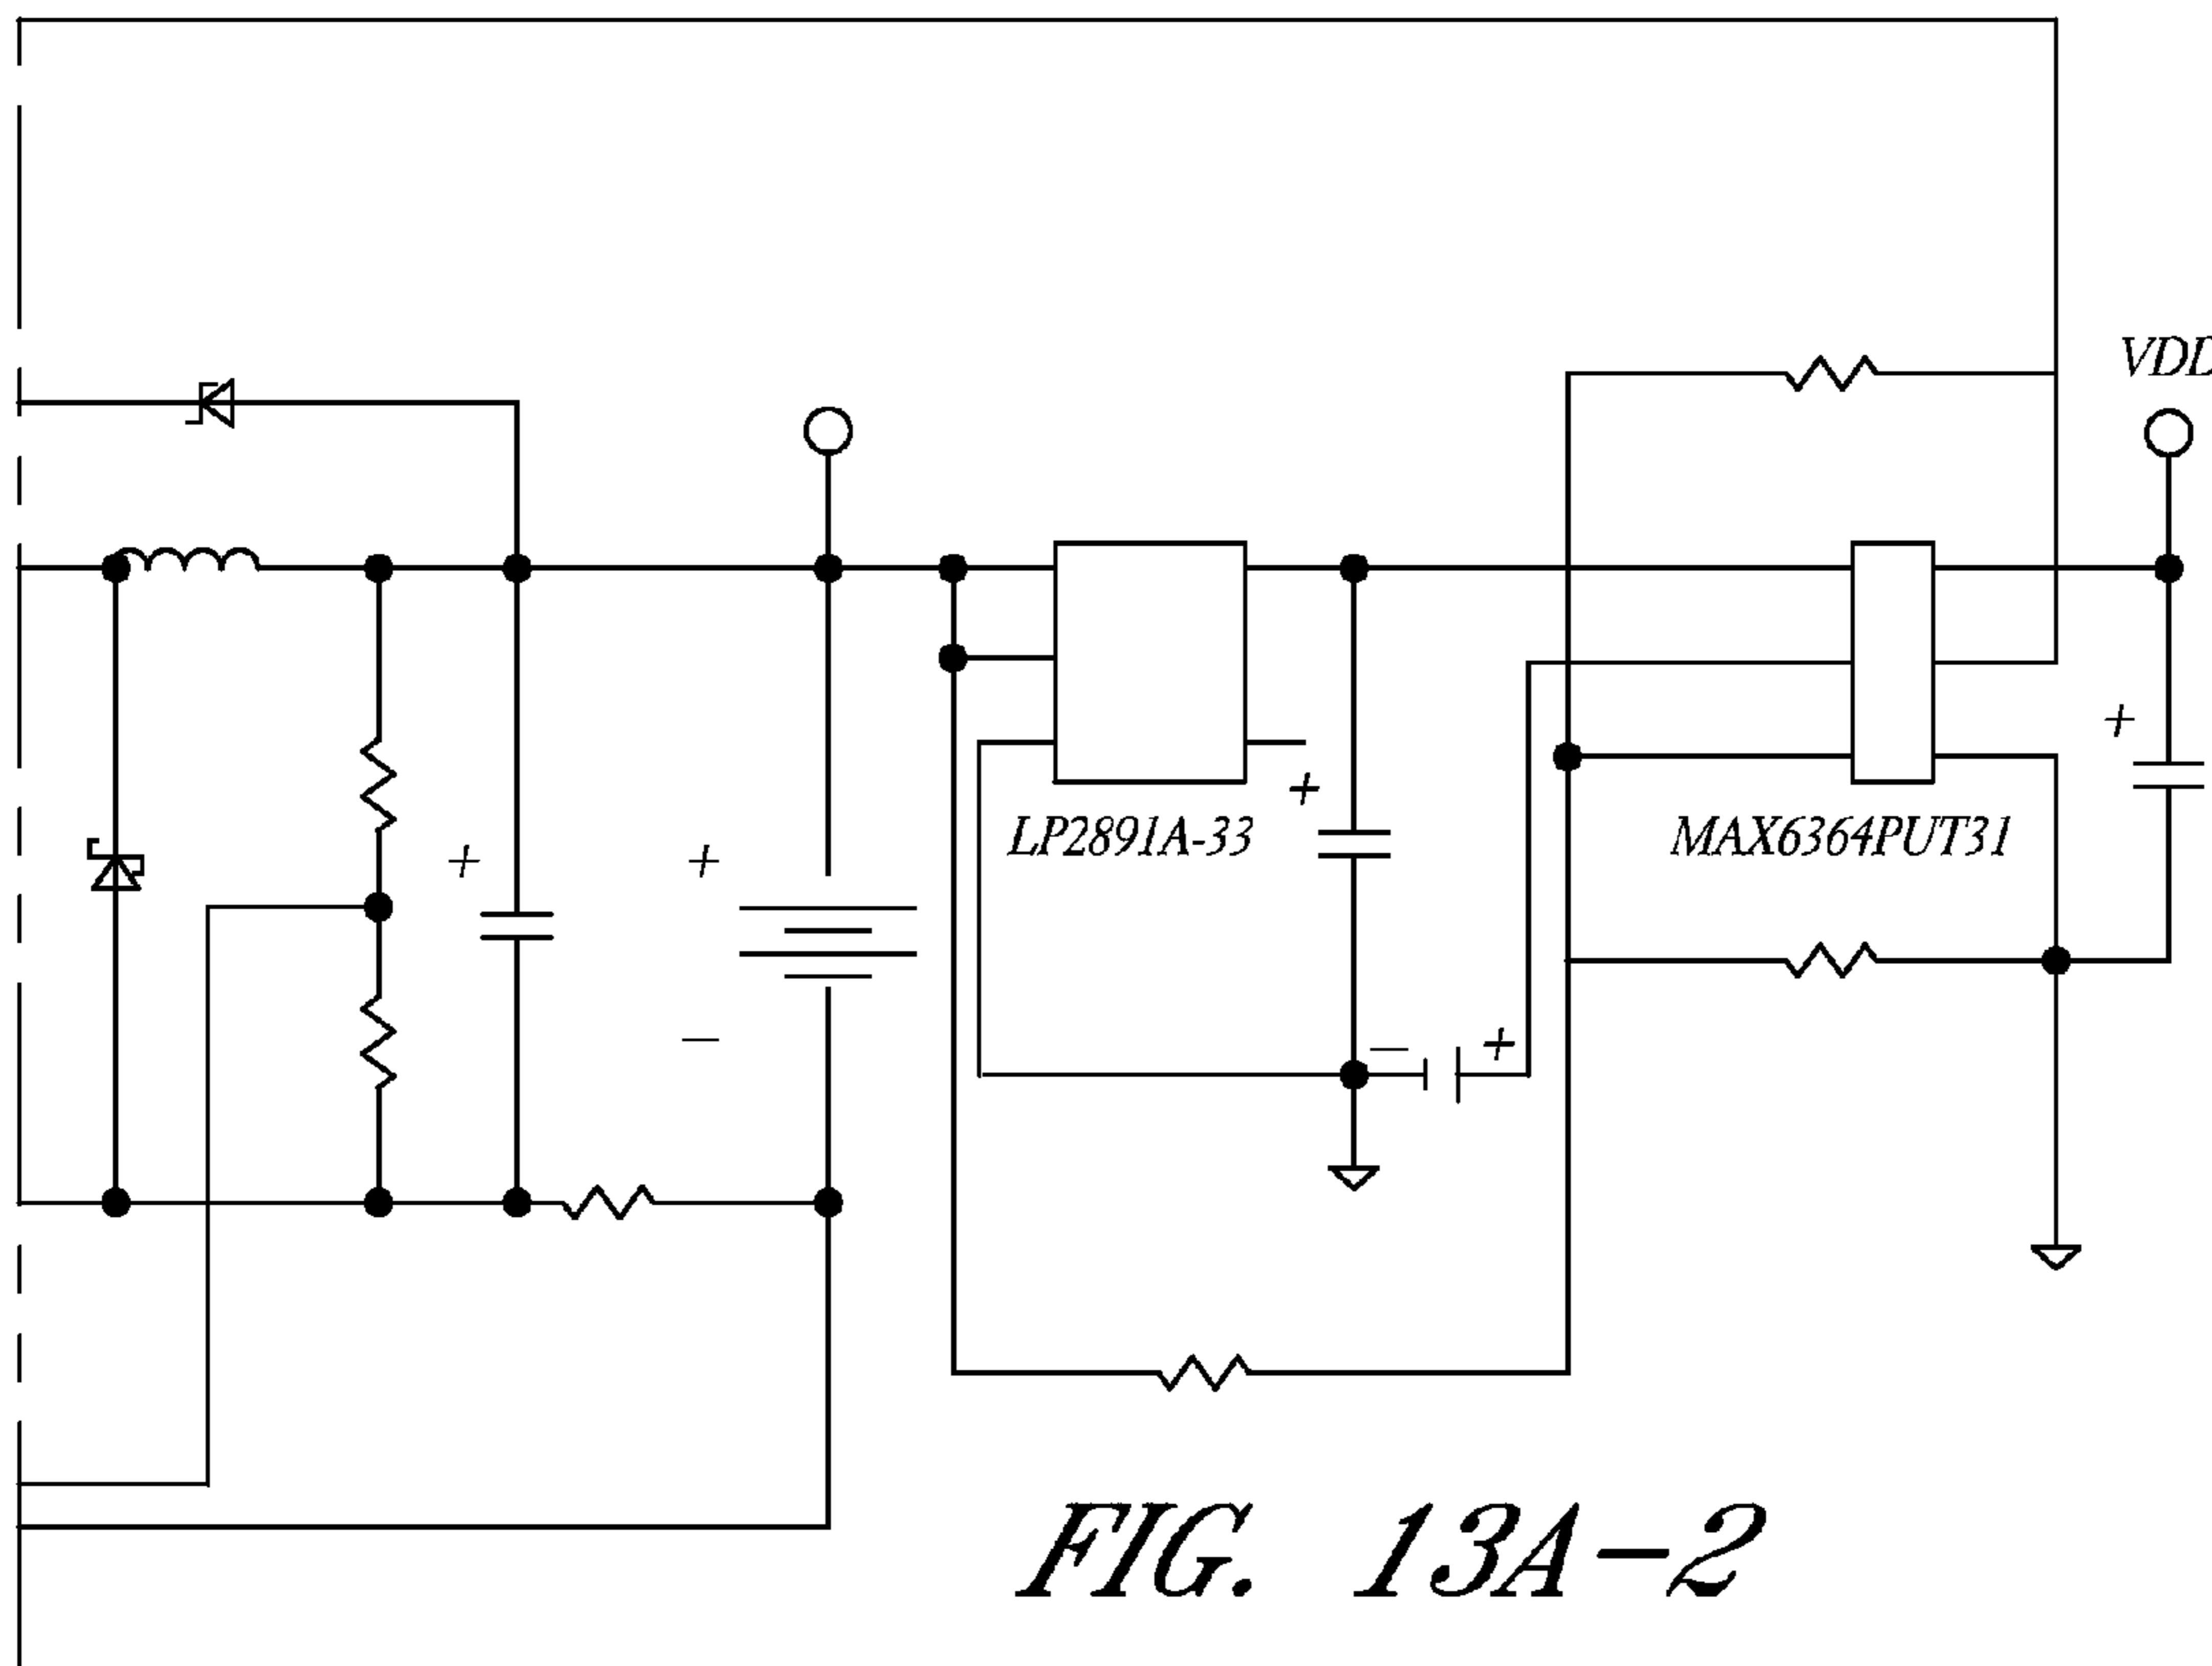 VDD
+
+
+
LP2891A-33
+
MAX6364PUT31
+
-
-
+
FIG. 13A-2